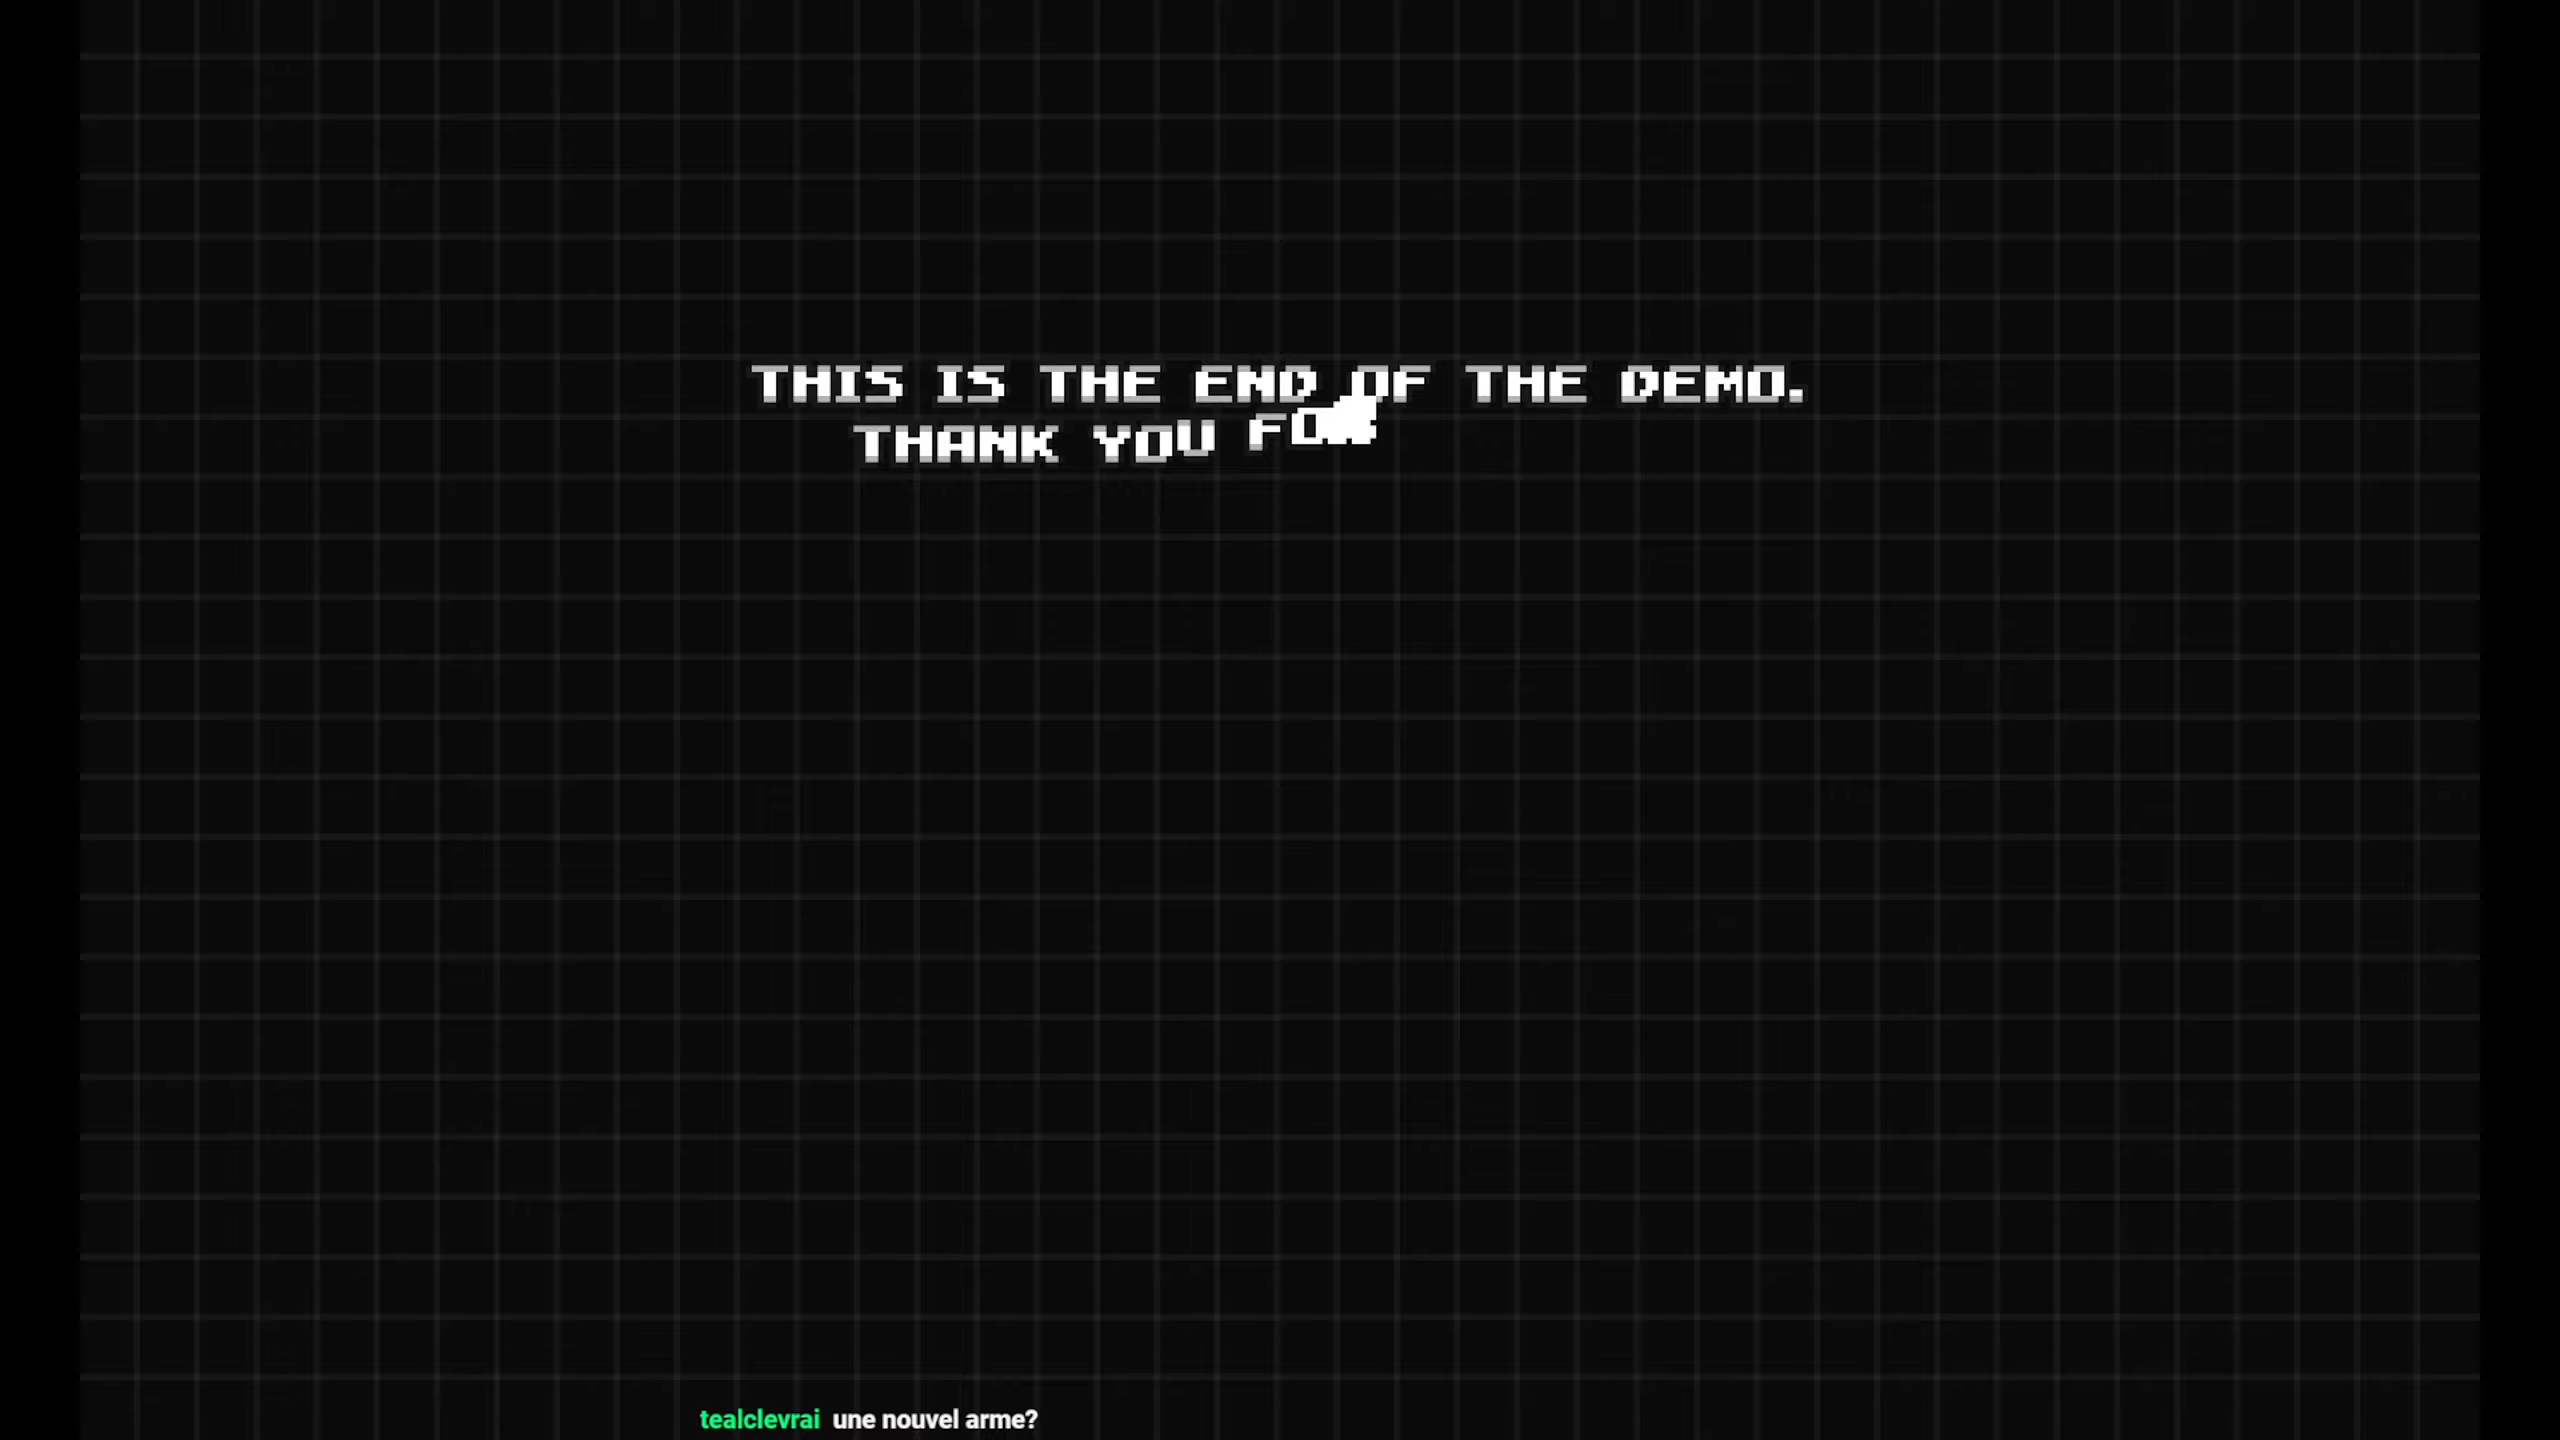 THIS IS THE END OF THE DEMO.
THANK YOU
tealclevrai une nouvel arme?